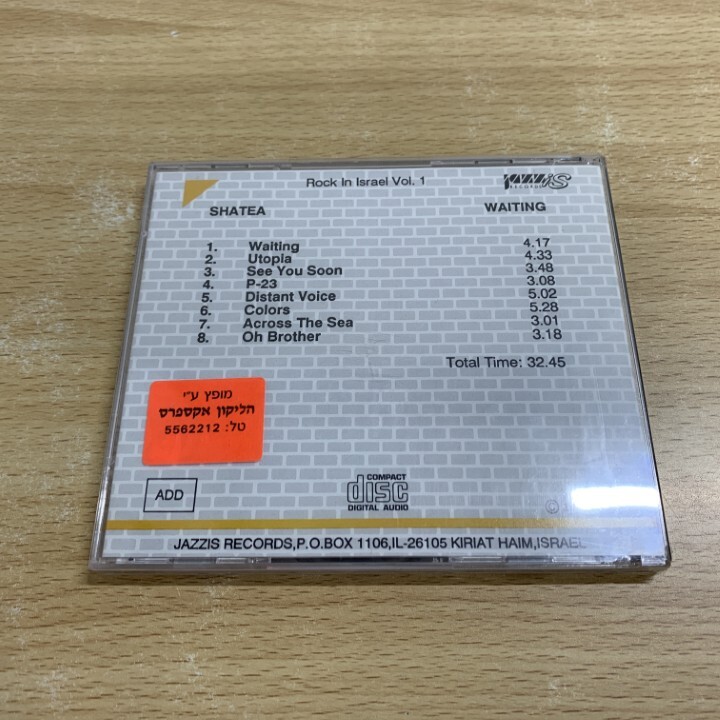 Rock In Israel Vol. 1
JAZZIS
RECORDS
SHATEA WAITING
1. Waiting 4.17
2. Utopia 4.33
3. See You Soon 3.48
4. P-23 3.08
5. Distant Voice 5.02
6. Colors 5.28
7. Across The Sea 3.01
8. Oh Brother 3.18
Total Time: 32.45
מופץ ע"י
הליקון אקספרס
טל: 5562212
ADD
COMPACT
disc
DIGITAL AUDIO
©
JAZZIS RECORDS,P.O.BOX 1106,IL-26105 KIRIAT HAIM,ISRAEL